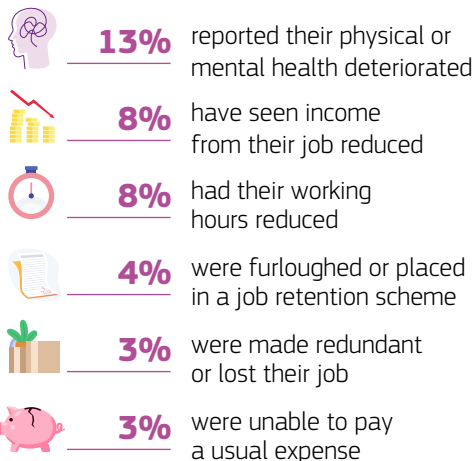 13% reported their physical or
mental health deteriorated
8% have seen income
from their job reduced
8% had their working
hours reduced
4% were furloughed or placed
in a job retention scheme
3% were made redundant
or lost their job
3% were unable to pay
a usual expense